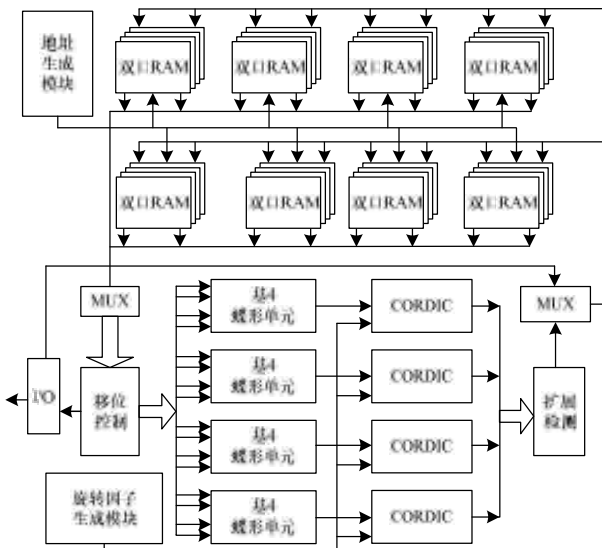 地址
生成
模块
双口RAM
双口RAM
双口RAM
双口RAM
双口RAM
双口RAM
双口RAM
双口RAM
MUX
I/O
移位
控制
基4
蝶形单元
CORDIC
基4
蝶形单元
CORDIC
基4
蝶形单元
CORDIC
基4
蝶形单元
CORDIC
MUX
扩展
检测
旋转因子
生成模块